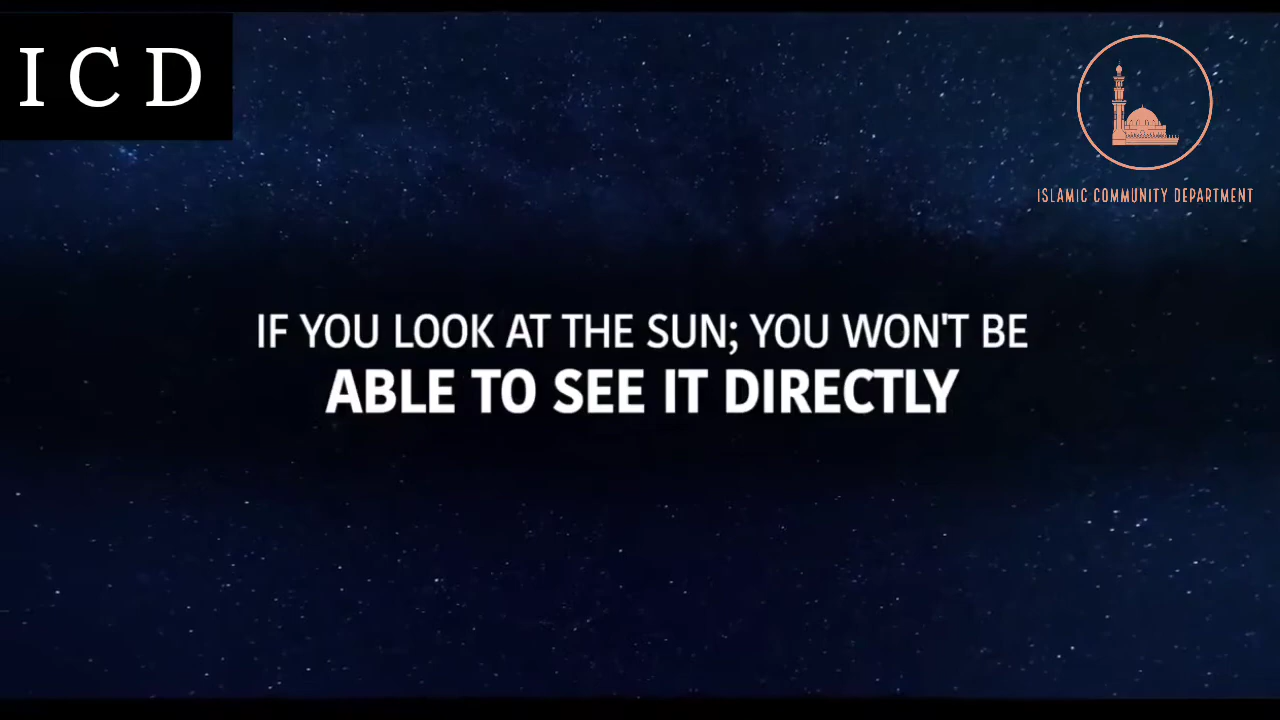 I C D
ISLAMIC COMMUNITY DEPARTMENT
IF YOU LOOK AT THE SUN; YOU WON'T BE
ABLE TO SEE IT DIRECTLY